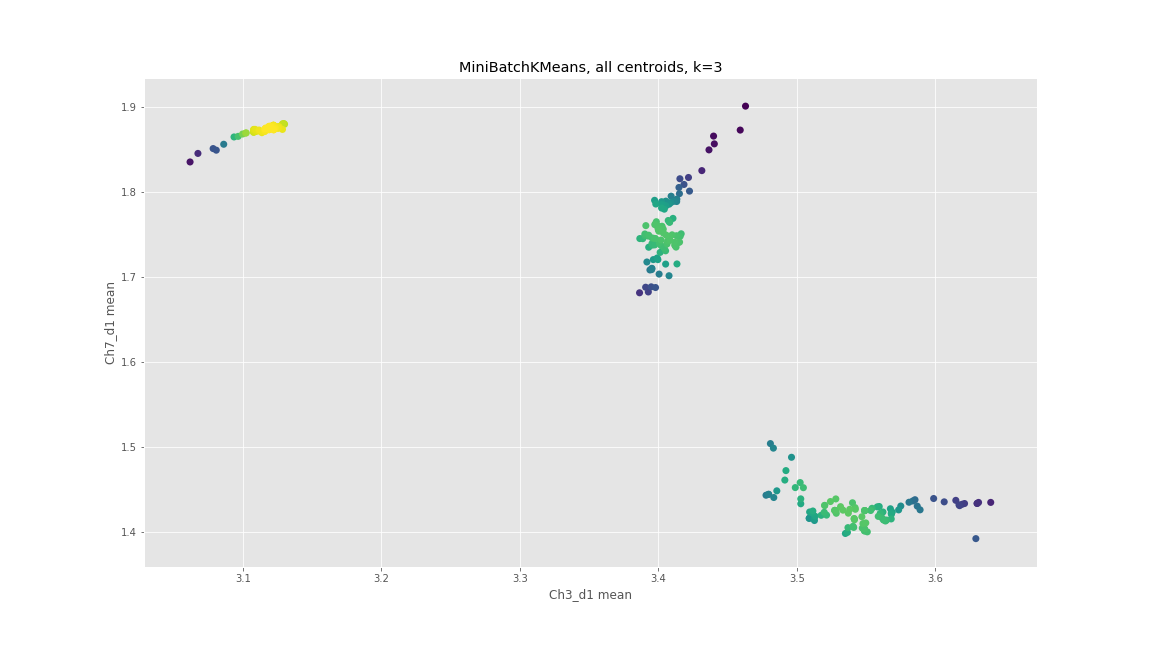 MiniBatchKMeans, all centroids, k=3
1.9
1.8
1.7
1.6
1.5
1.4
Ch7_d1 mean
3.1 3.2 3.3 3.4 3.5 3.6
Ch3_d1 mean